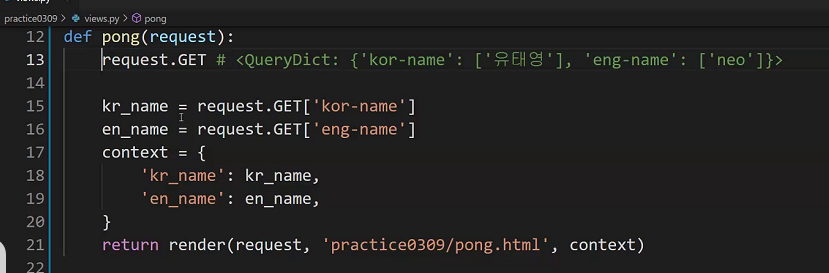 practice0309 > views.py > pong
12 def pong(request):
13 request.GET # <QueryDict: {'kor-name': ['유태영'], 'eng-name': ['neo']}>
14
15 kr_name = request.GET['kor-name']
16 en_name = request.GET['eng-name']
17 context = {
18 'kr_name': kr_name,
19 'en_name': en_name,
20 }
21 return render(request, 'practice0309/pong.html', context)
22